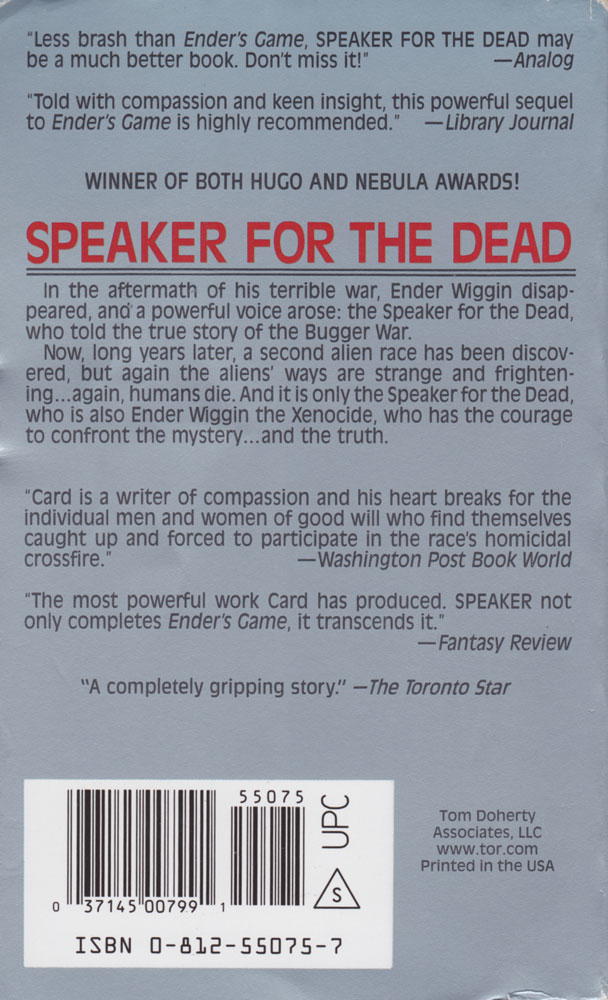 "Less brash than Ender's Game, SPEAKER FOR THE DEAD may
be a much better book. Don't miss it!" —Analog
"Told with compassion and keen insight, this powerful sequel
to Ender's Game is highly recommended." —Library Journal
WINNER OF BOTH HUGO AND NEBULA AWARDS!
SPEAKER FOR THE DEAD
In the aftermath of his terrible war, Ender Wiggin disap-
peared, and a powerful voice arose: the Speaker for the Dead,
who told the true story of the Bugger War.
Now, long years later, a second alien race has been discov-
ered, but again the aliens' ways are strange and frighten-
ing...again, humans die. And it is only the Speaker for the Dead,
who is also Ender Wiggin the Xenocide, who has the courage
to confront the mystery...and the truth.
"Card is a writer of compassion and his heart breaks for the
individual men and women of good will who find themselves
caught up and forced to participate in the race's homicidal
crossfire." —Washington Post Book World
"The most powerful work Card has produced. SPEAKER not
only completes Ender's Game, it transcends it."
—Fantasy Review
"A completely gripping story." —The Toronto Star
55075
UPC
S
0 37145 00799 1
ISBN 0-812-55075-7
Tom Doherty
Associates, LLC
www.tor.com
Printed in the USA